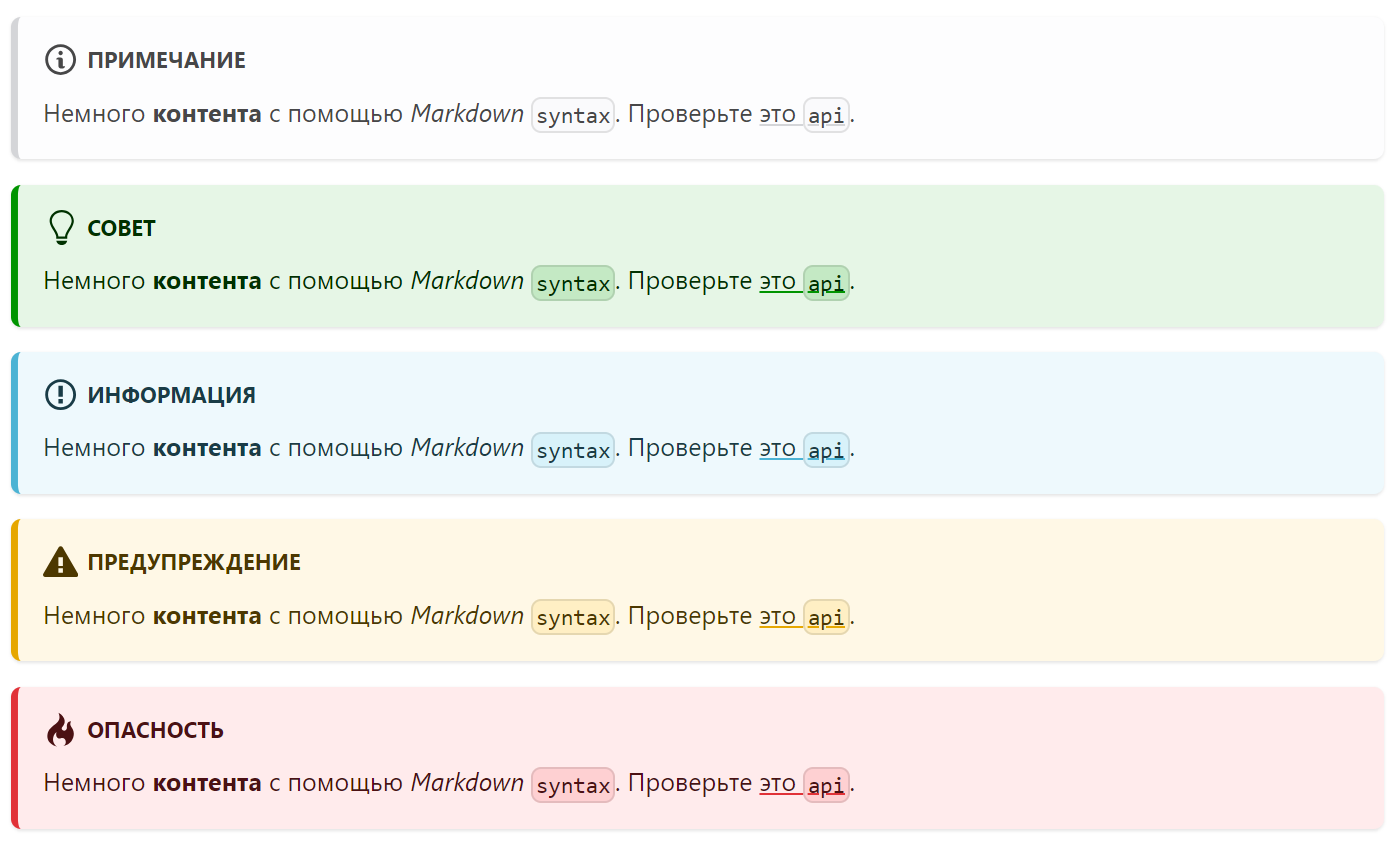 ПРИМЕЧАНИЕ
Немного контента с помощью Markdown syntax. Проверьте это api.
СОВЕТ
Немного контента с помощью Markdown syntax. Проверьте это api.
ИНФОРМАЦИЯ
Немного контента с помощью Markdown syntax. Проверьте это api.
ПРЕДУПРЕЖДЕНИЕ
Немного контента с помощью Markdown syntax. Проверьте это api.
ОПАСНОСТЬ
Немного контента с помощью Markdown syntax. Проверьте это api.